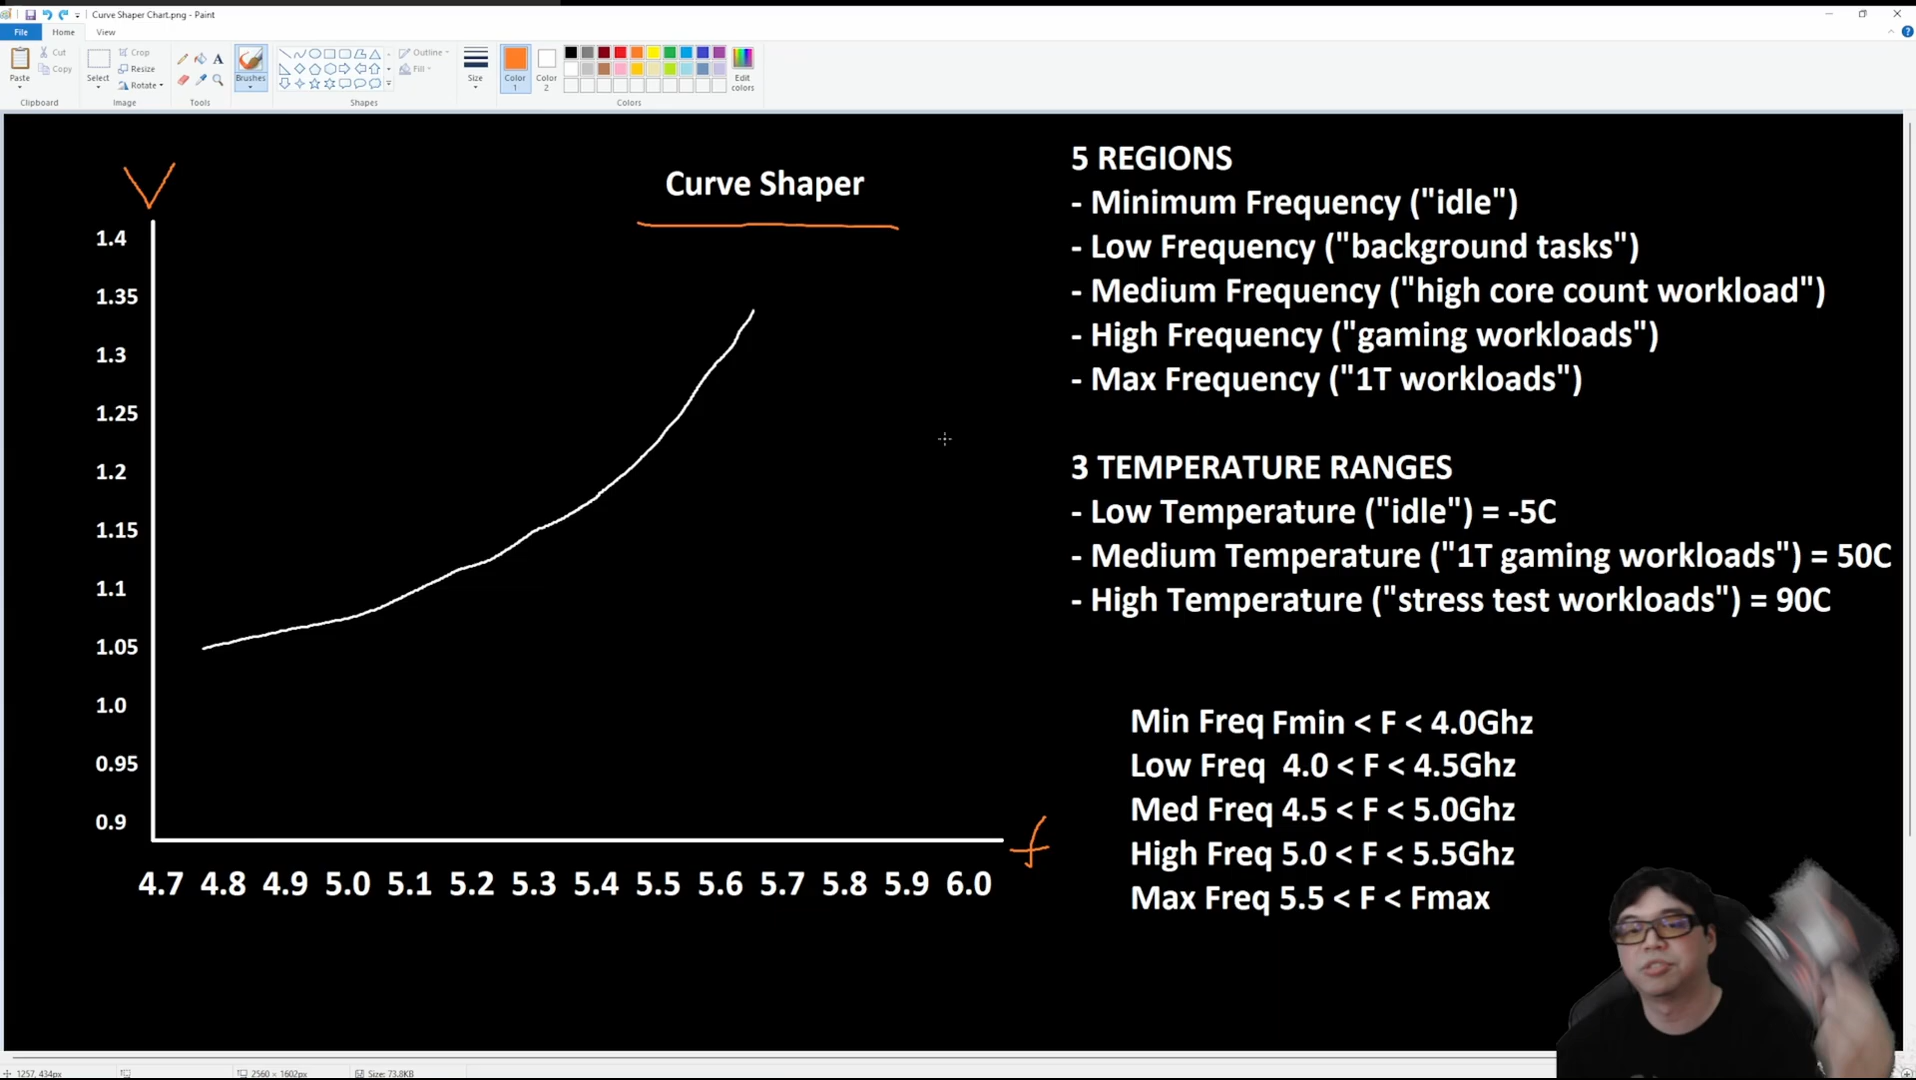 Curve Shaper Chart.png - Paint
File
Home
View
Paste
Cut
Copy
Clipboard
Select
Crop
Resize
Rotate
Image
Tools
Brushes
Shapes
Outline
Fill
Size
Color 1
Color 2
Edit colors
Colors
V
Curve Shaper
1.4
1.35
1.3
1.25
1.2
1.15
1.1
1.05
1.0
0.95
0.9
4.7 4.8 4.9 5.0 5.1 5.2 5.3 5.4 5.5 5.6 5.7 5.8 5.9 6.0
f
5 REGIONS
- Minimum Frequency ("idle")
- Low Frequency ("background tasks")
- Medium Frequency ("high core count workload")
- High Frequency ("gaming workloads")
- Max Frequency ("1T workloads")
3 TEMPERATURE RANGES
- Low Temperature ("idle") = -5C
- Medium Temperature ("1T gaming workloads") = 50C
- High Temperature ("stress test workloads") = 90C
Min Freq Fmin < F < 4.0Ghz
Low Freq 4.0 < F < 4.5Ghz
Med Freq 4.5 < F < 5.0Ghz
High Freq 5.0 < F < 5.5Ghz
Max Freq 5.5 < F < Fmax
1257, 434px
2560 × 1602px
Size: 73.8KB